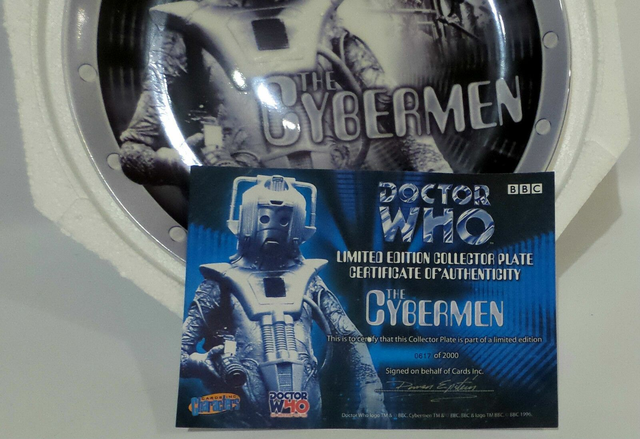 THE
CYBERMEN
DOCTOR
WHO
BBC
LIMITED EDITION COLLECTOR PLATE
CERTIFICATE OF AUTHENTICITY
THE
CYBERMEN
This is to certify that this Collector Plate is part of a limited edition
of 2000
Signed on behalf of Cards Inc.
DOCTOR
WHO
40